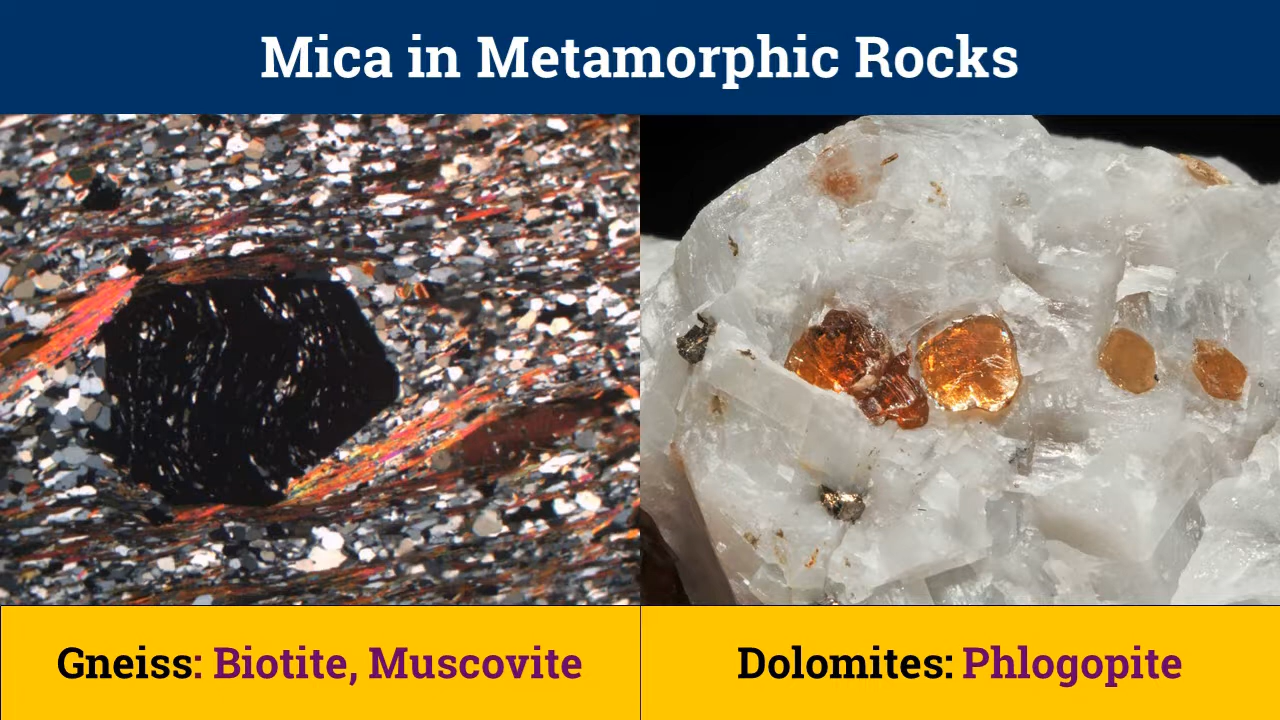 Mica in Metamorphic Rocks
Gneiss: Biotite, Muscovite
Dolomites: Phlogopite